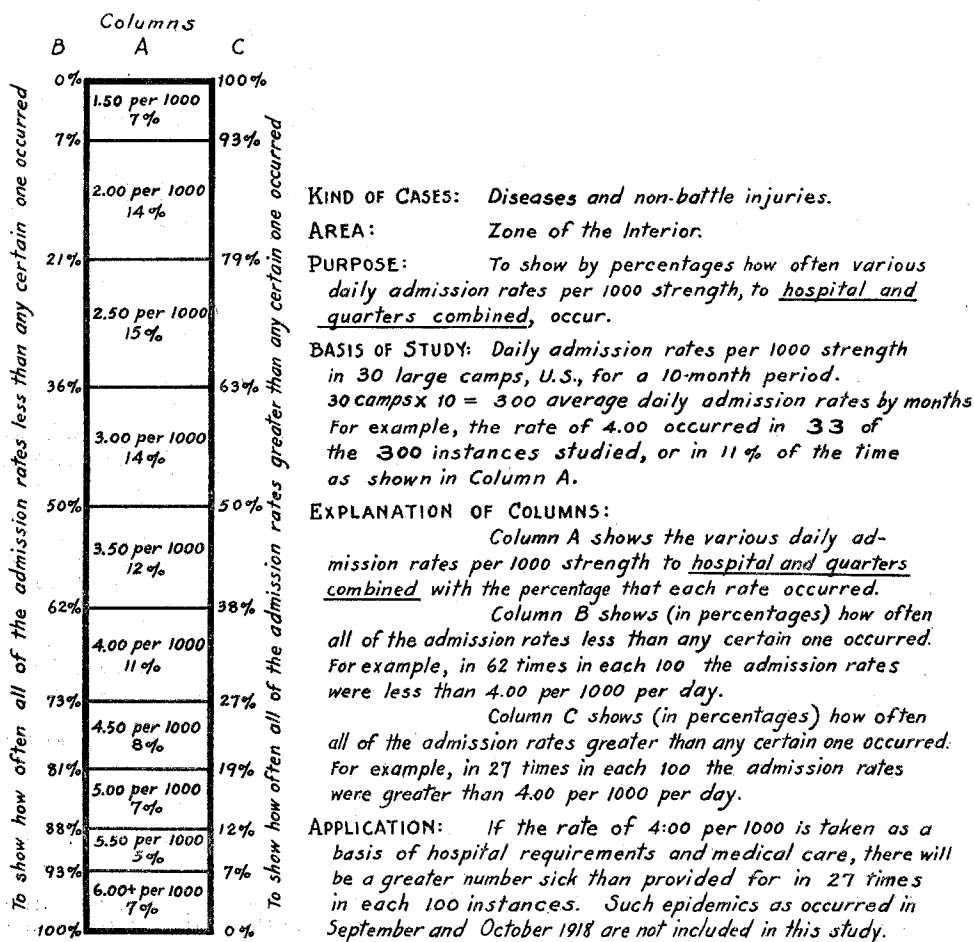 Columns
B A C
0% 100%
1.50 per 1000
7%
7% 93%
2.00 per 1000
14%
21% 79%
2.50 per 1000
15%
36% 63%
3.00 per 1000
14%
50% 50%
3.50 per 1000
12%
62% 38%
4.00 per 1000
11%
73% 27%
4.50 per 1000
8%
81% 19%
5.00 per 1000
7%
88% 12%
5.50 per 1000
5%
93% 7%
6.00+ per 1000
7%
100% 0%
To show how often all of the admission rates less than any certain one occurred
To show how often all of the admission rates greater than any certain one occurred
KIND OF CASES: Diseases and non-battle injuries.
AREA: Zone of the Interior.
PURPOSE: To show by percentages how often various
daily admission rates per 1000 strength, to hospital and
quarters combined, occur.
BASIS OF STUDY: Daily admission rates per 1000 strength
in 30 large camps, U.S., for a 10-month period.
30 camps x 10 = 300 average daily admission rates by months
For example, the rate of 4.00 occurred in 33 of
the 300 instances studied, or in 11% of the time
as shown in Column A.
EXPLANATION OF COLUMNS:
Column A shows the various daily ad-
mission rates per 1000 strength to hospital and quarters
combined with the percentage that each rate occurred.
Column B shows (in percentages) how often
all of the admission rates less than any certain one occurred.
For example, in 62 times in each 100 the admission rates
were less than 4.00 per 1000 per day.
Column C shows (in percentages) how often
all of the admission rates greater than any certain one occurred.
For example, in 27 times in each 100 the admission rates
were greater than 4.00 per 1000 per day.
APPLICATION: If the rate of 4:00 per 1000 is taken as a
basis of hospital requirements and medical care, there will
be a greater number sick than provided for in 27 times
in each 100 instances. Such epidemics as occurred in
September and October 1918 are not included in this study.